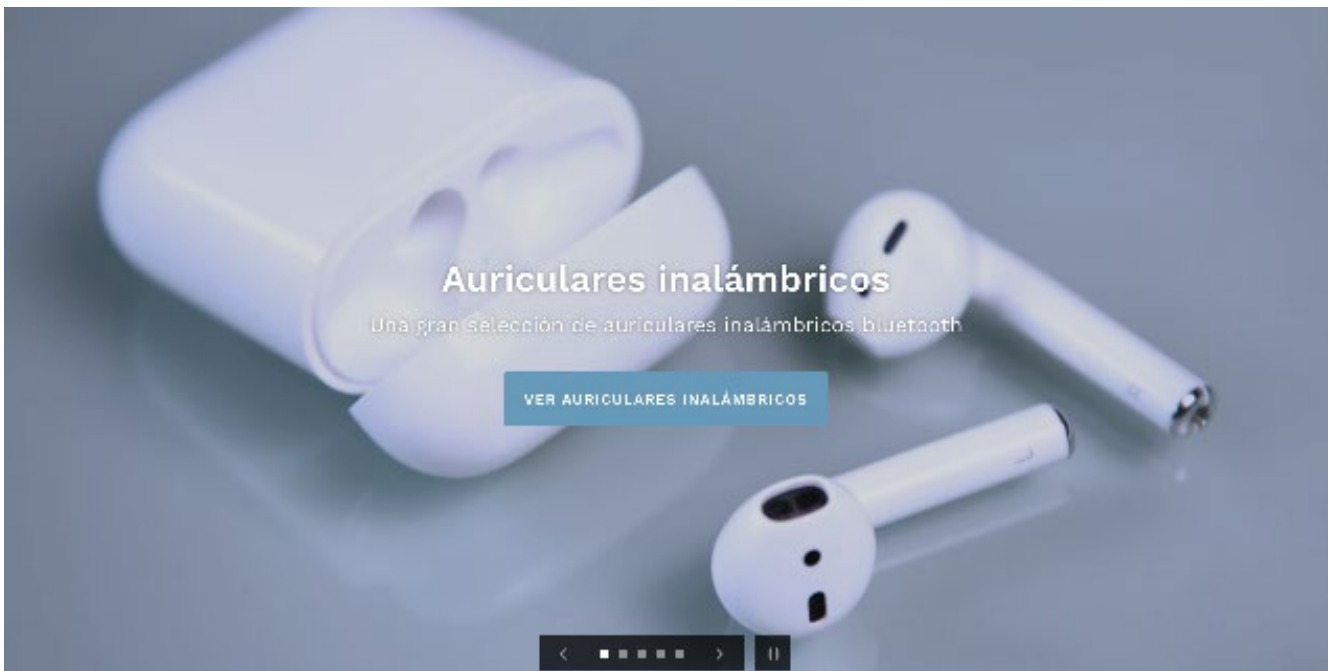 Auriculares inalámbricos
Una gran selección de auriculares inalámbricos bluetooth
VER AURICULARES INALÁMBRICOS